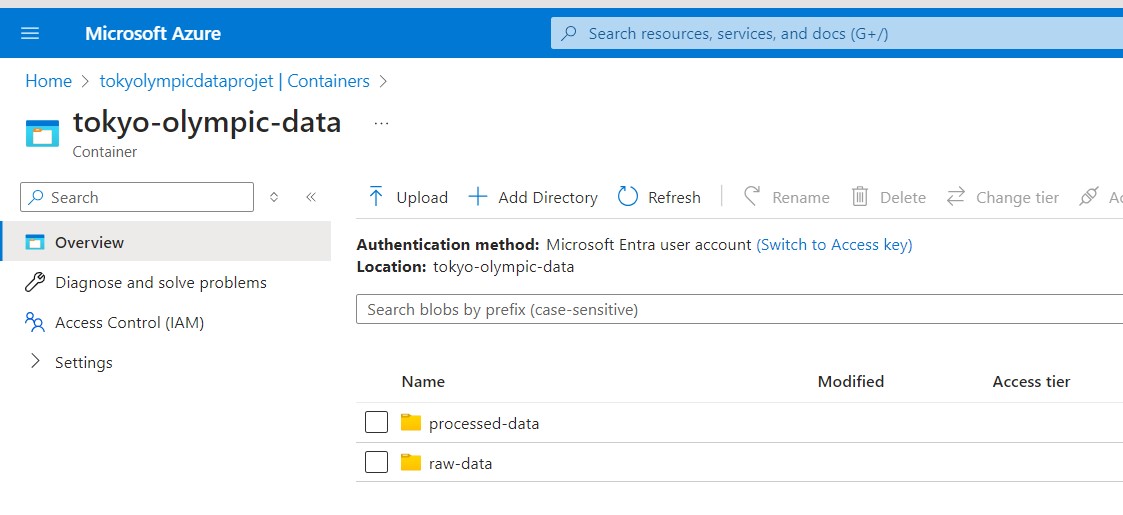 Microsoft Azure
Search resources, services, and docs (G+/)
Home > tokyolympicdataprojet | Containers >
tokyo-olympic-data ...
Container
Search
Upload Add Directory Refresh Rename Delete Change tier
Overview
Diagnose and solve problems
Access Control (IAM)
Settings
Authentication method: Microsoft Entra user account (Switch to Access key)
Location: tokyo-olympic-data
Search blobs by prefix (case-sensitive)
Name Modified Access tier
processed-data
raw-data